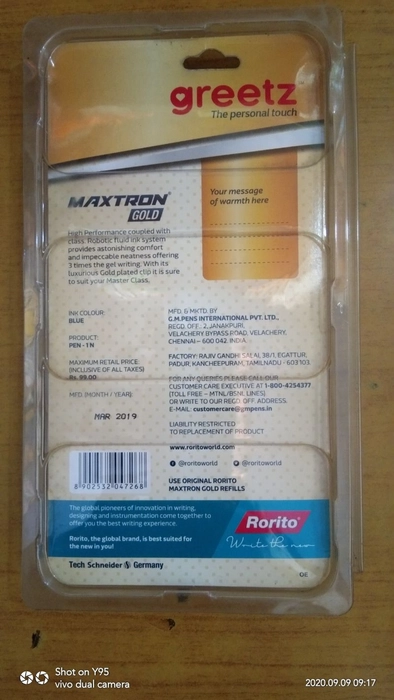 greetz
The personal touch
MAXTRON®
GOLD
Your message
of warmth here
High Performance coupled with
class. Robotic fluid ink system
provides astonishing comfort
and impeccable neatness offering
3 times the gel writing. With its
luxurious Gold plated clip it is sure
to suit your Master Class.
INK COLOUR:
BLUE
PRODUCT:
PEN - 1 N
MAXIMUM RETAIL PRICE
(INCLUSIVE OF ALL TAXES)
Rs. 99.00
MFD. (MONTH / YEAR):
MAR 2019
MFD. & MKTD. BY
G.M.PENS INTERNATIONAL PVT. LTD.,
REGD. OFF.: 2, JANAKPURI,
VELACHERY BYPASS ROAD, VELACHERY,
CHENNAI - 600 042. INDIA.
FACTORY: RAJIV GANDHI SALAI, 38/1, EGATTUR,
PADUR, KANCHEEPURAM, TAMILNADU - 603103.
FOR ANY QUERIES PLEASE CALL OUR
CUSTOMER CARE EXECUTIVE AT 1-800-4254377
(TOLL FREE - MTNL/BSNL LINES)
OR WRITE TO OUR REGD. OFF. ADDRESS.
E-MAIL: customercare@gmpens.in
LIABILITY RESTRICTED
TO REPLACEMENT OF PRODUCT
www.roritoworld.com
@roritoworld @roritoworld
USE ORIGINAL RORITO
MAXTRON GOLD REFILLS
8 902532 047268
The global pioneers of innovation in writing,
designing and instrumentation come together to
offer you the best writing experience.
Rorito, the global brand, is best suited for
the new in you!
Rorito®
Write the new
Tech Schneider Germany
OE
Shot on Y95
vivo dual camera
2020.09.09 09:17